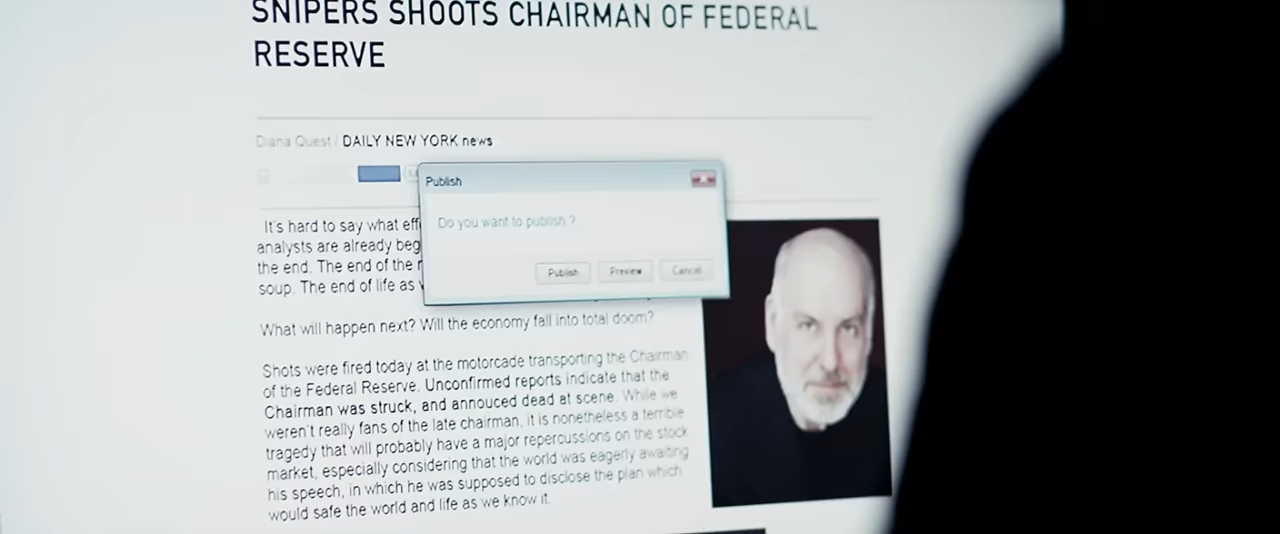 SNIPERS SHOOTS CHAIRMAN OF FEDERAL
RESERVE
Diana Quest / DAILY NEW YORK news
Publish
Do you want to publish ?
Publish Preview Cancel
It's hard to say what eff
analysts are already beg
the end. The end of the
soup. The end of life as
What will happen next? Will the economy fall into total doom?
Shots were fired today at the motorcade transporting the Chairman
of the Federal Reserve. Unconfirmed reports indicate that the
Chairman was struck, and annouced dead at scene. While we
weren't really fans of the late chairman, it is nonetheless a terrible
tragedy that will probably have a major repercussions on the stock
market, especially considering that the world was eagerly awaiting
his speech, in which he was supposed to disclose the plan which
would safe the world and life as we know it.